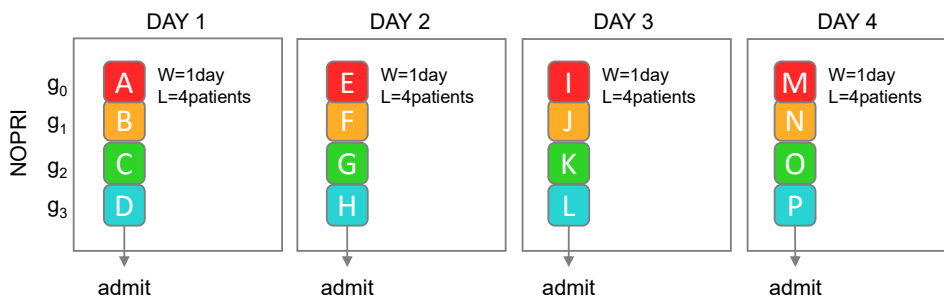 DAY 1 DAY 2 DAY 3 DAY 4
NOPRI
g₀ A W=1day E W=1day I W=1day M W=1day
L=4patients L=4patients L=4patients L=4patients
g₁ B F J N
g₂ C G K O
g₃ D H L P
admit admit admit admit